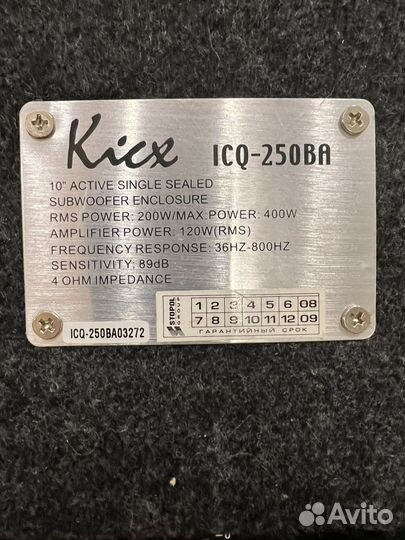 Kicx ICQ-250BA
10" ACTIVE SINGLE SEALED
SUBWOOFER ENCLOSURE
RMS POWER: 200W/MAX POWER: 400W
AMPLIFIER POWER: 120W(RMS)
FREQUENCY RESPONSE: 36HZ-800HZ
SENSITIVITY: 89dB
4 OHM IMPEDANCE
STOPOL GROUP
1 2 3 4 5 6 08
7 8 9 10 11 12 09
ГАРАНТИЙНЫЙ СРОК
ICQ-250BA03272
Avito